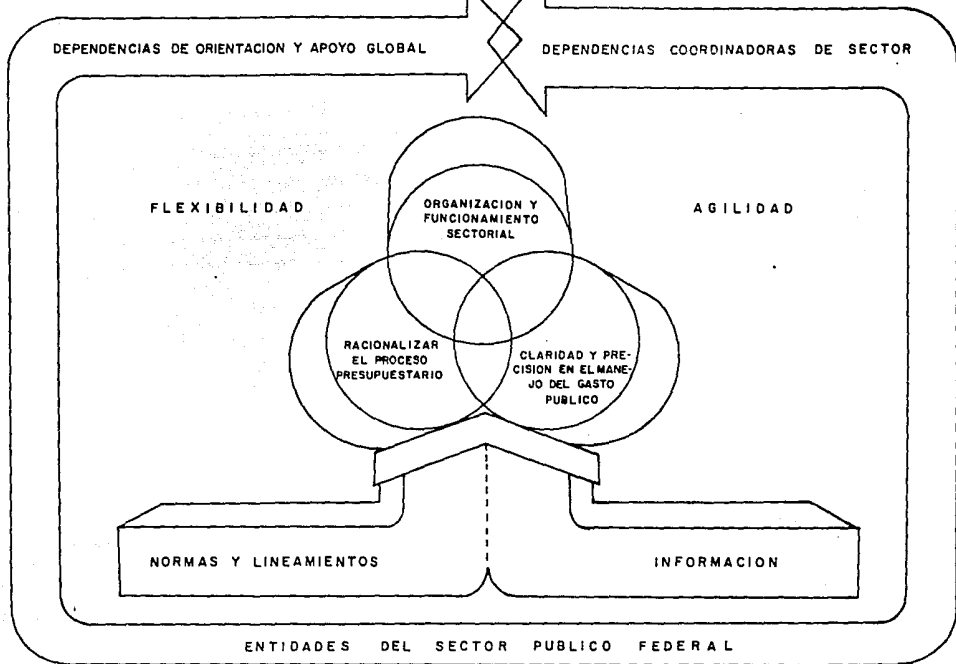 DEPENDENCIAS DE ORIENTACION Y APOYO GLOBAL
DEPENDENCIAS COORDINADORAS DE SECTOR
FLEXIBILIDAD
ORGANIZACION Y
FUNCIONAMIENTO
SECTORIAL
AGILIDAD
RACIONALIZAR
EL PROCESO
PRESUPUESTARIO
CLARIDAD Y PRE-
CISION EN EL MANE-
JO DEL GASTO
PUBLICO
NORMAS Y LINEAMIENTOS
INFORMACION
ENTIDADES DEL SECTOR PUBLICO FEDERAL